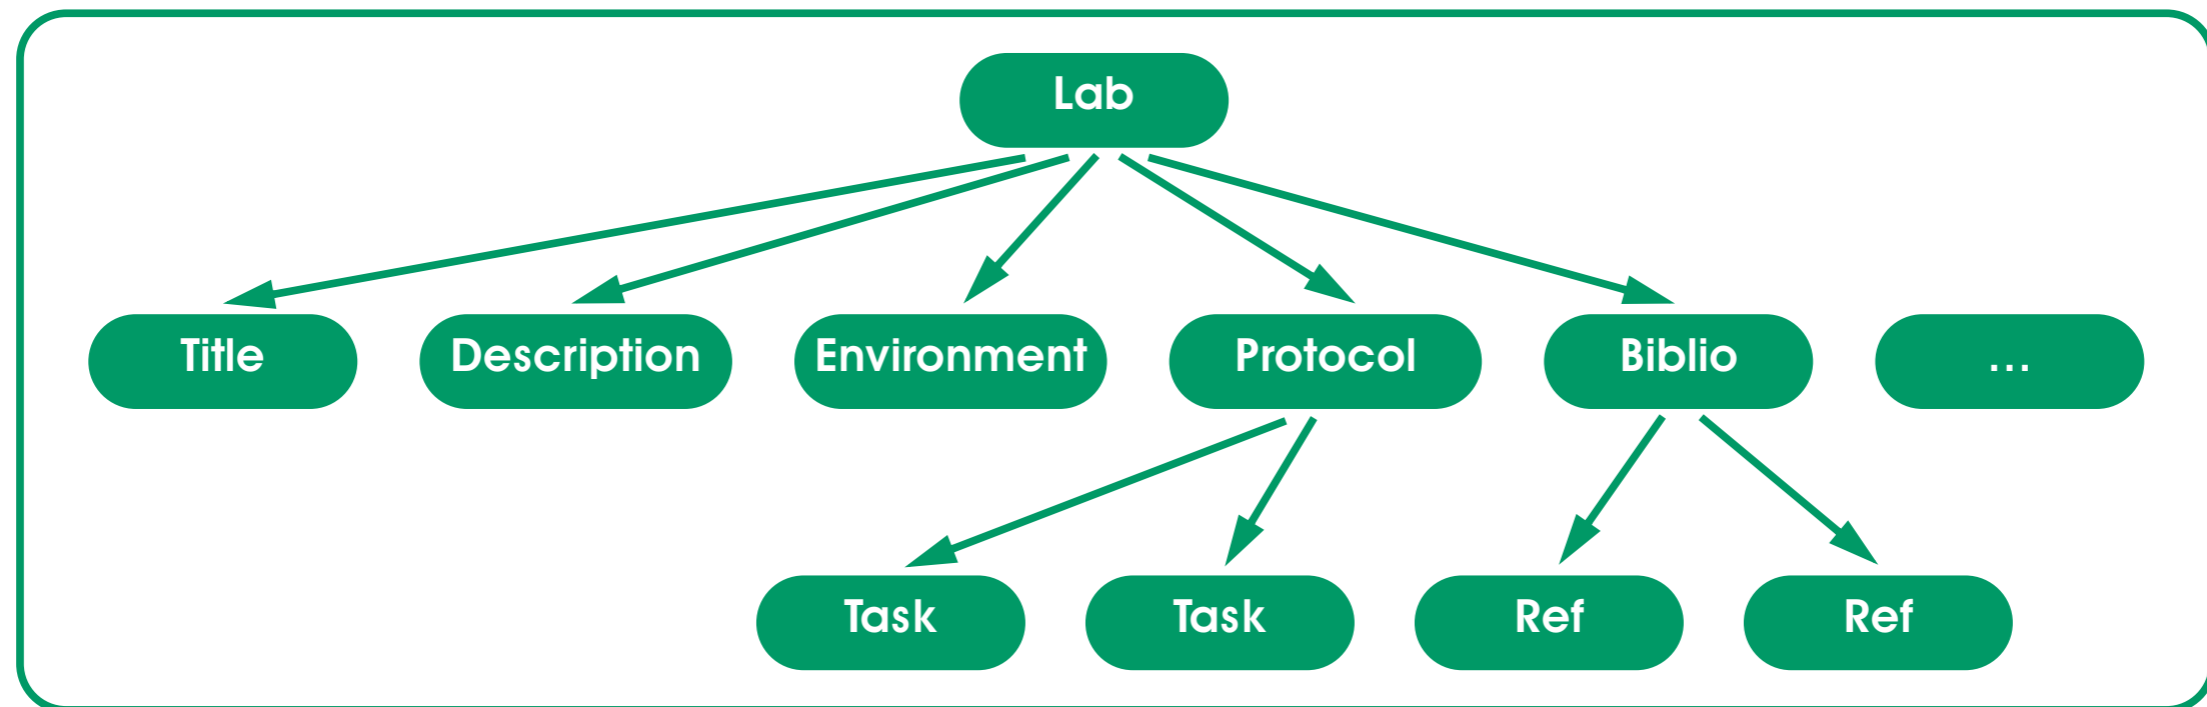 Lab
Title
Description
Environment
Protocol
Biblio
...
Task
Task
Ref
Ref